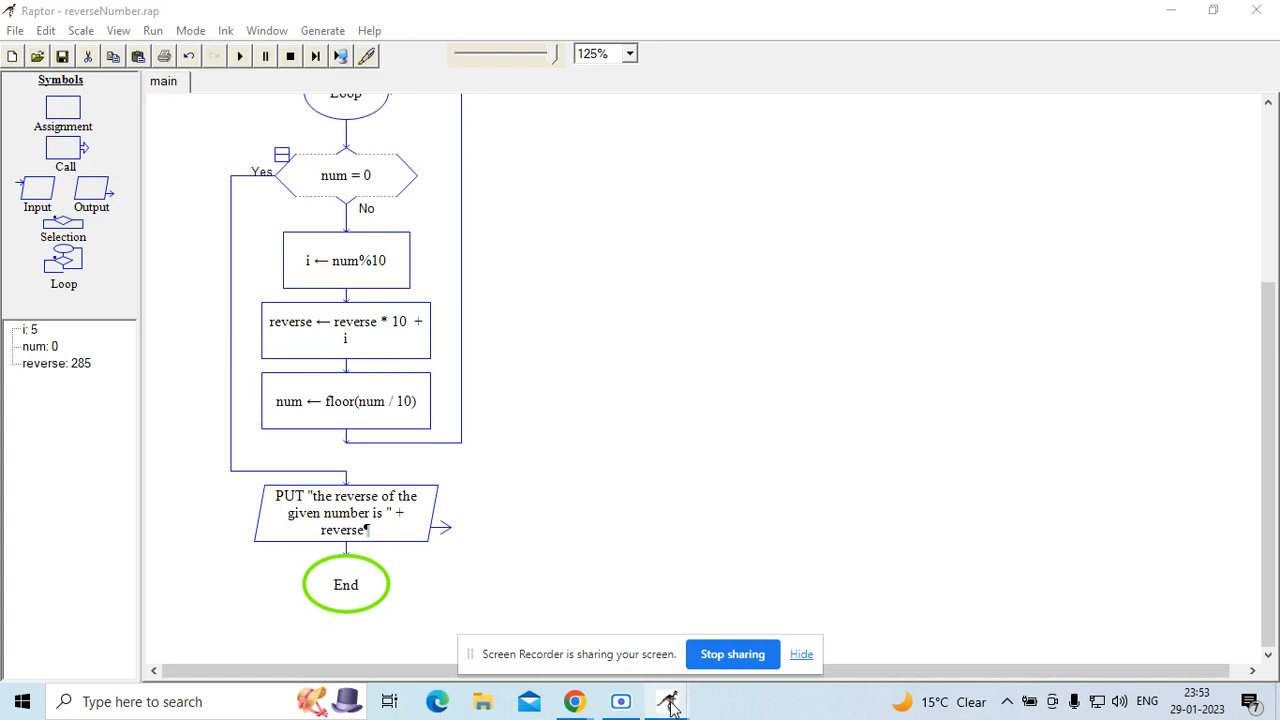 Raptor - reverseNumber.rap
File Edit Scale View Run Mode Ink Window Generate Help
125%
Symbols
main
Assignment
Call
Input Output
Selection
Loop
i: 5
num: 0
reverse: 285
Loop
Yes
num = 0
No
i ← num%10
reverse ← reverse * 10 +
i
num ← floor(num / 10)
PUT "the reverse of the
given number is " +
reverse¶
End
Screen Recorder is sharing your screen. Stop sharing Hide
Type here to search
15°C Clear
ENG
23:53
29-01-2023
7